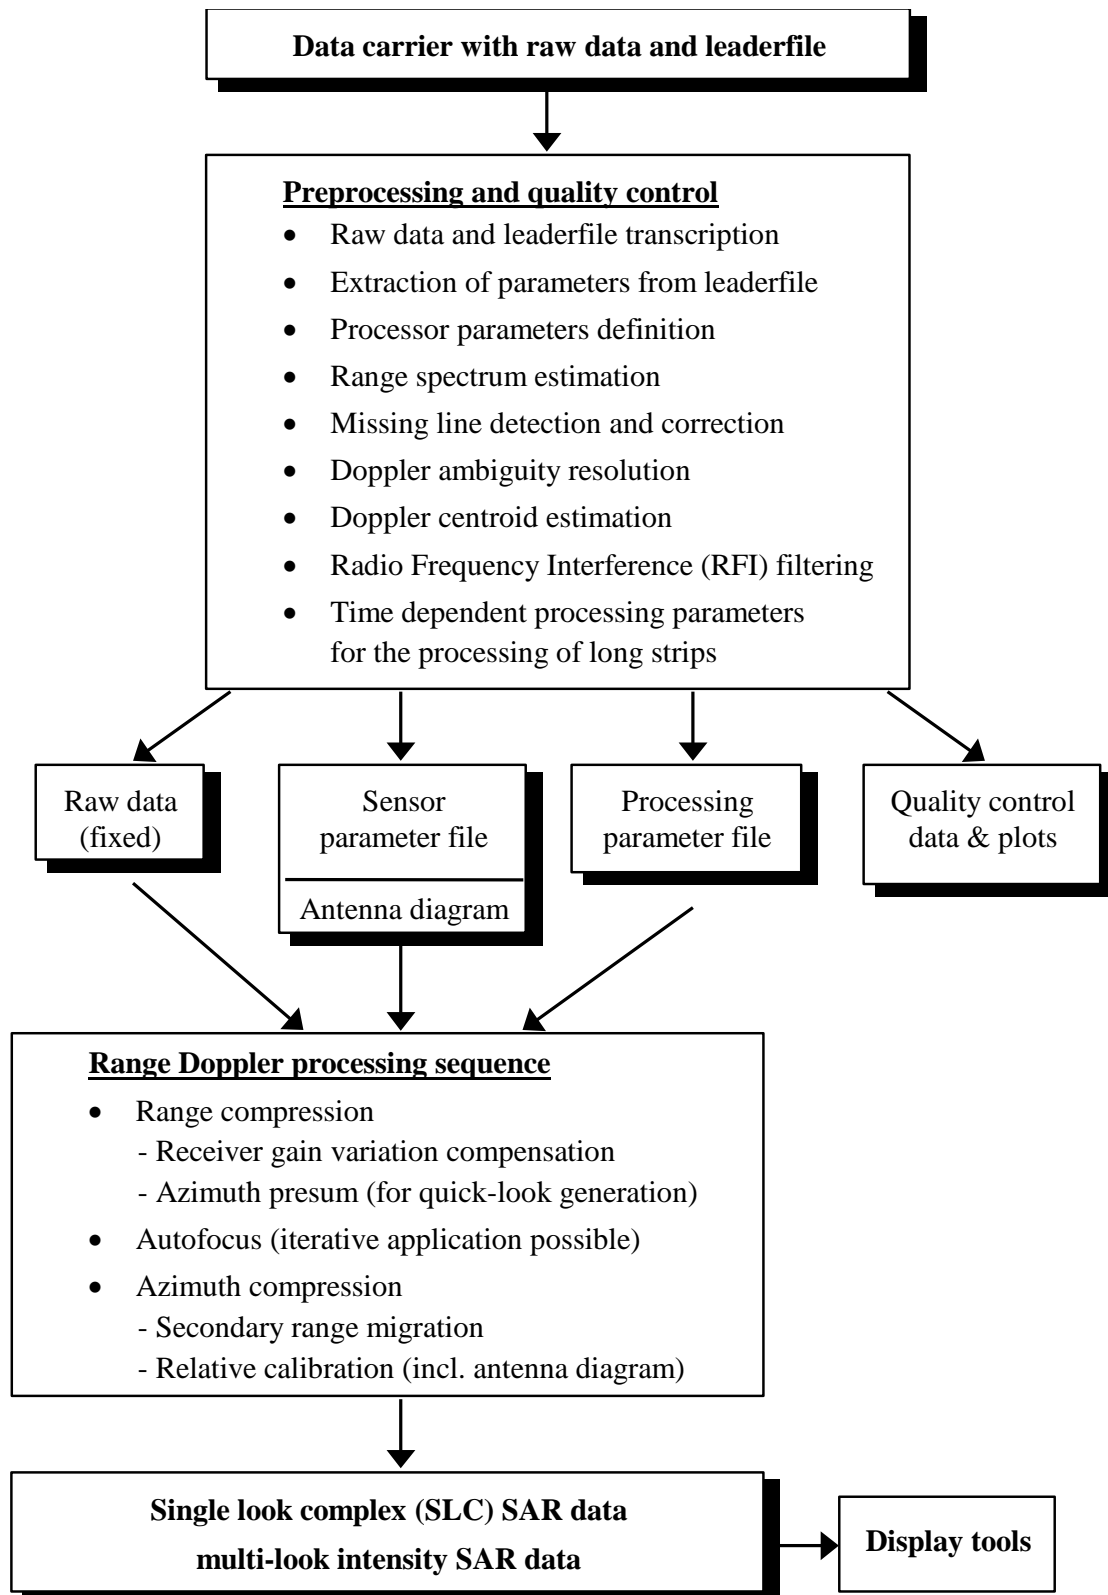 Data carrier with raw data and leaderfile
Preprocessing and quality control
• Raw data and leaderfile transcription
• Extraction of parameters from leaderfile
• Processor parameters definition
• Range spectrum estimation
• Missing line detection and correction
• Doppler ambiguity resolution
• Doppler centroid estimation
• Radio Frequency Interference (RFI) filtering
• Time dependent processing parameters
for the processing of long strips
Raw data
(fixed)
Sensor
parameter file
Antenna diagram
Processing
parameter file
Quality control
data & plots
Range Doppler processing sequence
• Range compression
- Receiver gain variation compensation
- Azimuth presum (for quick-look generation)
• Autofocus (iterative application possible)
• Azimuth compression
- Secondary range migration
- Relative calibration (incl. antenna diagram)
Single look complex (SLC) SAR data
multi-look intensity SAR data
Display tools